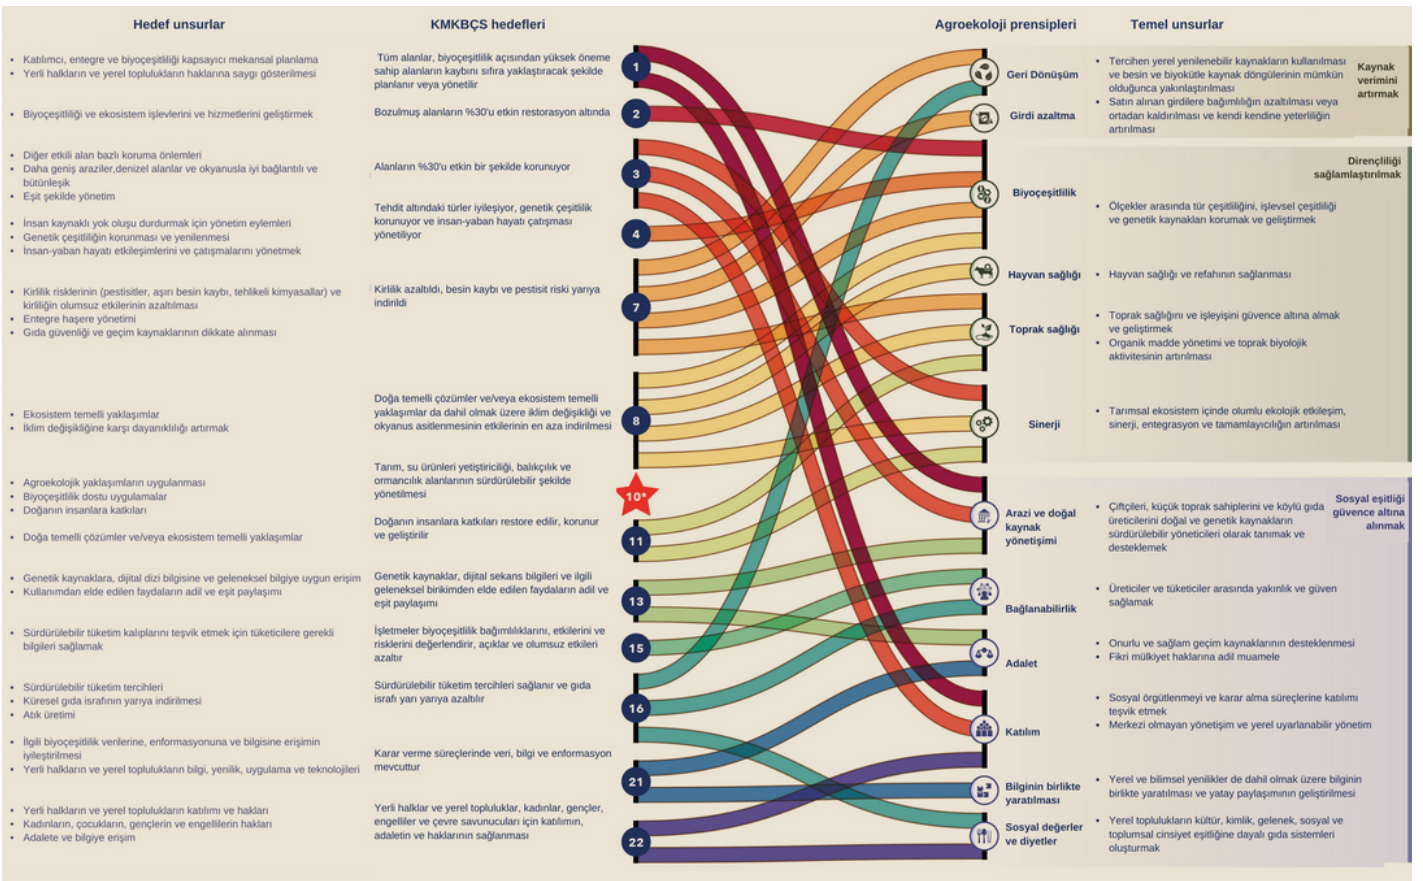 Hedef unsurlar
• Katılımcı, entegre ve biyoçeşitliliği kapsayıcı mekansal planlama
• Yerli halkların ve yerel toplulukların haklarına saygı gösterilmesi
• Biyoçeşitliliği ve ekosistem işlevlerini ve hizmetlerini geliştirmek
• Diğer etkili alan bazlı koruma önlemleri
• Daha geniş araziler,denizel alanlar ve okyanusla iyi bağlantılı ve
bütünleşik
• Eşit şekilde yönetim
• İnsan kaynaklı yok oluşu durdurmak için yönetim eylemleri
• Genetik çeşitliliğin korunması ve yenilenmesi
• İnsan-yaban hayatı etkileşimlerini ve çatışmalarını yönetmek
• Kirlilik risklerinin (pestisitler, aşırı besin kaybı, tehlikeli kimyasallar) ve
kirliliğin olumsuz etkilerinin azaltılması
• Entegre haşere yönetimi
• Gıda güvenliği ve geçim kaynaklarının dikkate alınması
• Ekosistem temelli yaklaşımlar
• İklim değişikliğine karşı dayanıklılığı artırmak
• Agroekolojik yaklaşımların uygulanması
• Biyoçeşitlilik dostu uygulamalar
• Doğanın insanlara katkıları
• Doğa temelli çözümler ve/veya ekosistem temelli yaklaşımlar
• Genetik kaynaklara, dijital dizi bilgisine ve geleneksel bilgiye uygun erişim
• Kullanımdan elde edilen faydaların adil ve eşit paylaşımı
• Sürdürülebilir tüketim kalıplarını teşvik etmek için tüketicilere gerekli
bilgileri sağlamak
• Sürdürülebilir tüketim tercihleri
• Küresel gıda israfının yarıya indirilmesi
• Atık üretimi
• İlgili biyoçeşitlilik verilerine, enformasyonuna ve bilgisine erişimin
iyileştirilmesi
• Yerli halkların ve yerel toplulukların bilgi, yenilik, uygulama ve teknolojileri
• Yerli halkların ve yerel toplulukların katılımı ve hakları
• Kadınların, çocukların, gençlerin ve engellilerin hakları
• Adalete ve bilgiye erişim
KMKBÇS hedefleri
Tüm alanlar, biyoçeşitlilik açısından yüksek öneme
sahip alanların kaybını sıfıra yaklaştıracak şekilde
planlanır veya yönetilir
Bozulmuş alanların %30'u etkin restorasyon altında
Alanların %30'u etkin bir şekilde korunuyor
Tehdit altındaki türler iyileşiyor, genetik çeşitlilik
korunuyor ve insan-yaban hayatı çatışması
yönetiliyor
Kirlilik azaltıldı, besin kaybı ve pestisit riski yarıya
indirildi
Doğa temelli çözümler ve/veya ekosistem temelli
yaklaşımlar da dahil olmak üzere iklim değişikliği ve
okyanus asitlenmesinin etkilerinin en aza indirilmesi
Tarım, su ürünleri yetiştiriciliği, balıkçılık ve
ormancılık alanlarının sürdürülebilir şekilde
yönetilmesi
Doğanın insanlara katkıları restore edilir, korunur
ve geliştirilir
Genetik kaynaklar, dijital sekans bilgileri ve ilgili
geleneksel birikimden elde edilen faydaların adil ve
eşit paylaşımı
İşletmeler biyoçeşitlilik bağımlılıklarını, etkilerini ve
risklerini değerlendirir, açıklar ve olumsuz etkileri
azaltır
Sürdürülebilir tüketim tercihleri sağlanır ve gıda
israfı yarı yarıya azaltılır
Karar verme süreçlerinde veri, bilgi ve enformasyon
mevcuttur
Yerli halklar ve yerel topluluklar, kadınlar, gençler,
engelliler ve çevre savunucuları için katılımın,
adaletin ve haklarının sağlanması
1
2
3
4
7
8
10*
11
13
15
16
21
22
Agroekoloji prensipleri
Geri Dönüşüm
Girdi azaltma
Biyoçeşitlilik
Hayvan sağlığı
Toprak sağlığı
Sinerji
Arazi ve doğal
kaynak
yönetişimi
Bağlanabilirlik
Adalet
Katılım
Bilginin birlikte
yaratılması
Sosyal değerler
ve diyetler
Temel unsurlar
• Tercihen yerel yenilenebilir kaynakların kullanılması
ve besin ve biyokütle kaynak döngülerinin mümkün
olduğunca yakınlaştırılması
• Satın alınan girdilere bağımlılığın azaltılması veya
ortadan kaldırılması ve kendi kendine yeterliliğin
artırılması
• Ölçekler arasında tür çeşitliliğini, işlevsel çeşitliliği
ve genetik kaynakları korumak ve geliştirmek
• Hayvan sağlığı ve refahının sağlanması
• Toprak sağlığını ve işleyişini güvence altına almak
ve geliştirmek
• Organik madde yönetimi ve toprak biyolojik
aktivitesinin artırılması
• Tarımsal ekosistem içinde olumlu ekolojik etkileşim,
sinerji, entegrasyon ve tamamlayıcılığın artırılması
• Çiftçileri, küçük toprak sahiplerini ve köylü gıda
üreticilerini doğal ve genetik kaynakların
sürdürülebilir yöneticileri olarak tanımak ve
desteklemek
• Üreticiler ve tüketiciler arasında yakınlık ve güven
sağlamak
• Onurlu ve sağlam geçim kaynaklarının desteklenmesi
• Fikri mülkiyet haklarına adil muamele
• Sosyal örgütlenmeyi ve karar alma süreçlerine katılımı
teşvik etmek
• Merkezi olmayan yönetişim ve yerel uyarlanabilir yönetim
• Yerel ve bilimsel yenilikler de dahil olmak üzere bilginin
birlikte yaratılması ve yatay paylaşımının geliştirilmesi
• Yerel toplulukların kültür, kimlik, gelenek, sosyal ve
toplumsal cinsiyet eşitliğine dayalı gıda sistemleri
oluşturmak
Kaynak
verimini
artırmak
Dirençliliği
sağlamlaştırılmak
Sosyal eşitliği
güvence altına
alınmak